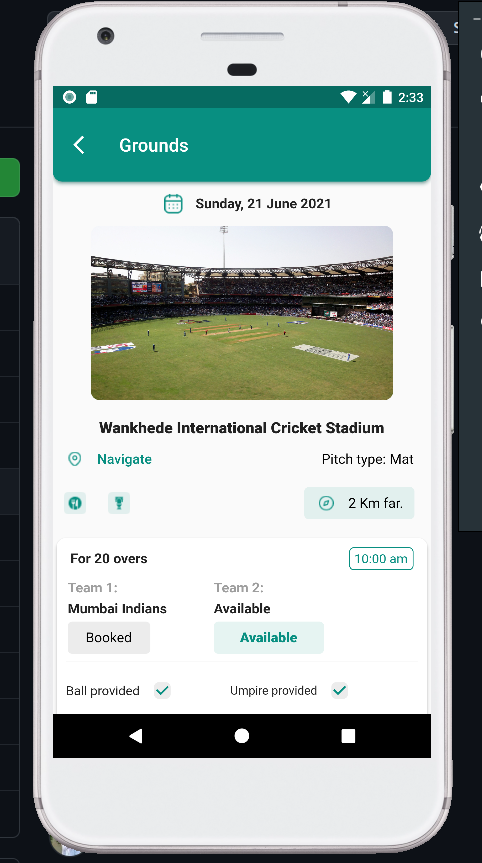 2:33
Grounds
Sunday, 21 June 2021
Wankhede International Cricket Stadium
Navigate
Pitch type: Mat
2 Km far.
For 20 overs
10:00 am
Team 1:
Team 2:
Mumbai Indians
Available
Booked
Available
Ball provided
Umpire provided